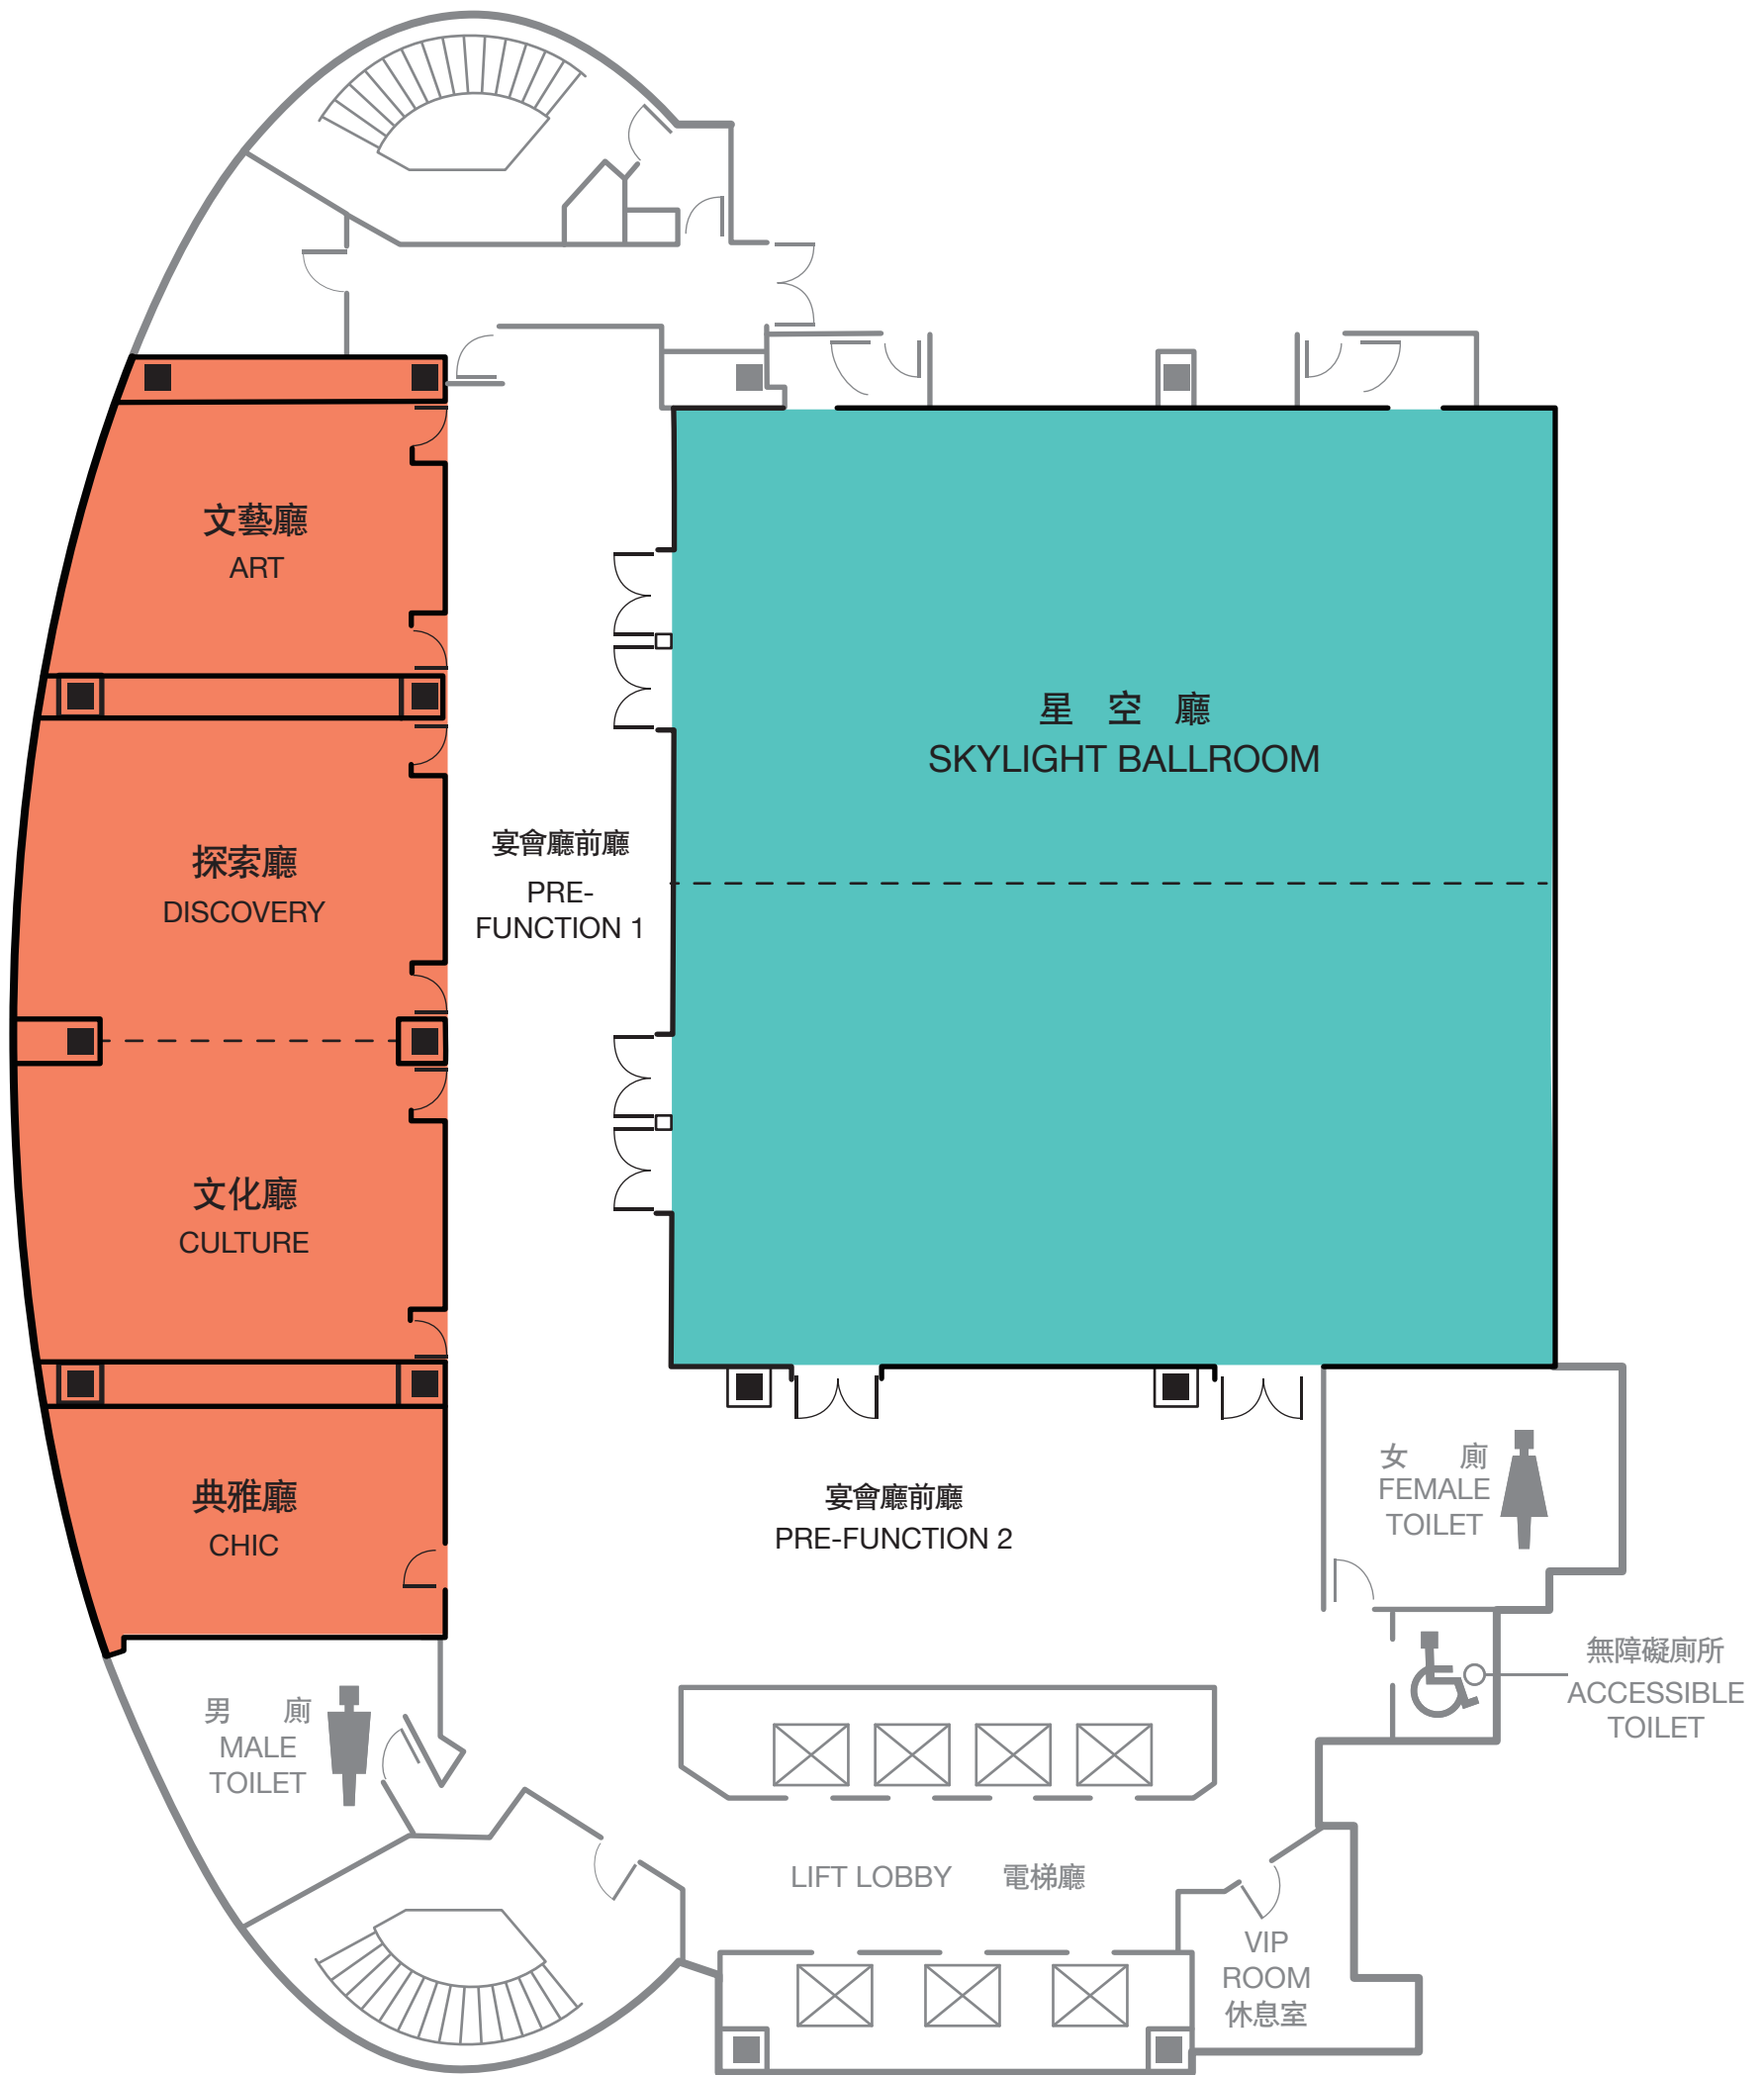 文藝廳
ART
星 空 廳
SKYLIGHT BALLROOM
探索廳
DISCOVERY
宴會廳前廳
PRE-
FUNCTION 1
文化廳
CULTURE
典雅廳
CHIC
宴會廳前廳
PRE-FUNCTION 2
女 廁
FEMALE
TOILET
無障礙廁所
ACCESSIBLE
TOILET
男 廁
MALE
TOILET
LIFT LOBBY 電梯廳
VIP
ROOM
休息室